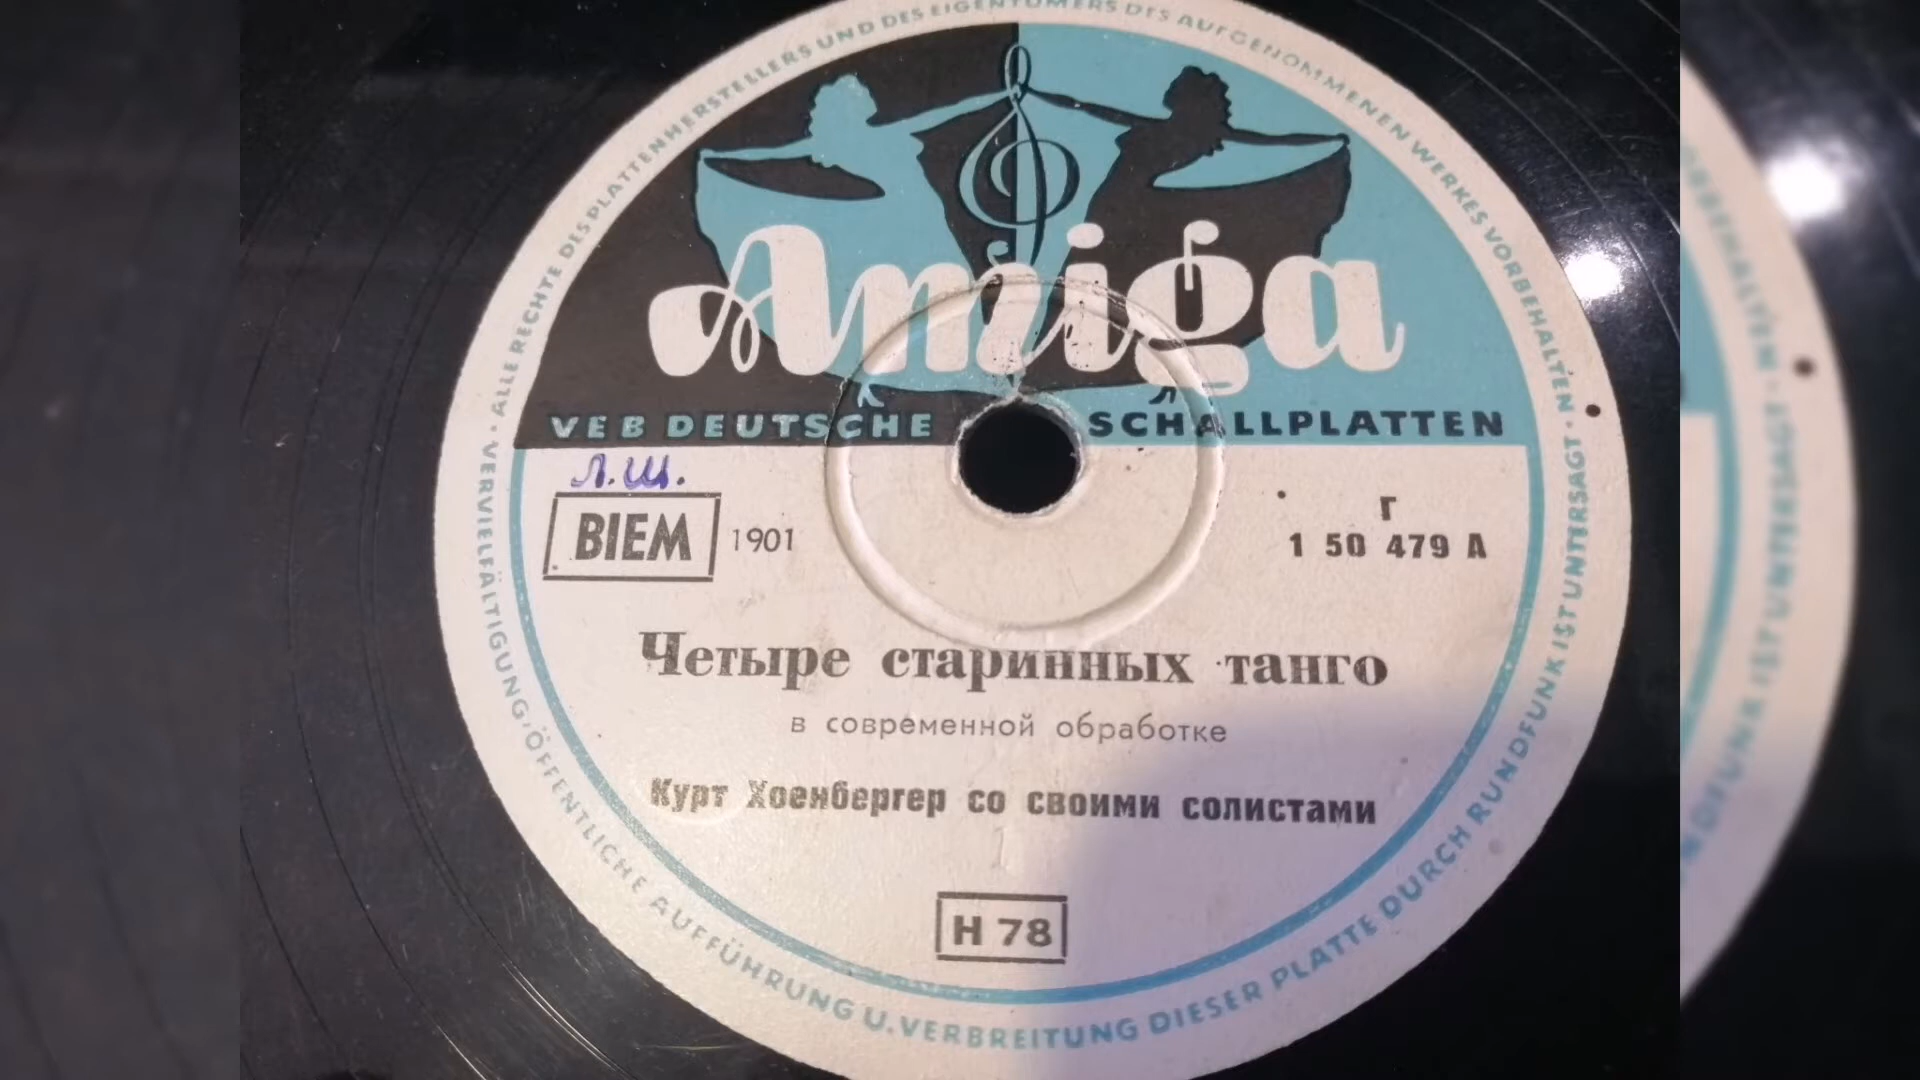 ALLE RECHTE DES PLATTENHERSTELLERS UND DES EIGENTÜMERS DES AUFGENOMMENEN WERKES VORBEHALTEN · VERVIELFÄLTIGUNG, ÖFFENTLICHE AUFFÜHRUNG U. VERBREITUNG DIESER PLATTE DURCH RUNDFUNK IST UNTERSAGT ·
Amiga
VEB DEUTSCHE SCHALLPLATTEN
Л.Ш.
BIEM 1901
Г
1 50 479 А
Четыре старинных танго
в современной обработке
Курт Хоенбергер со своими солистами
H 78